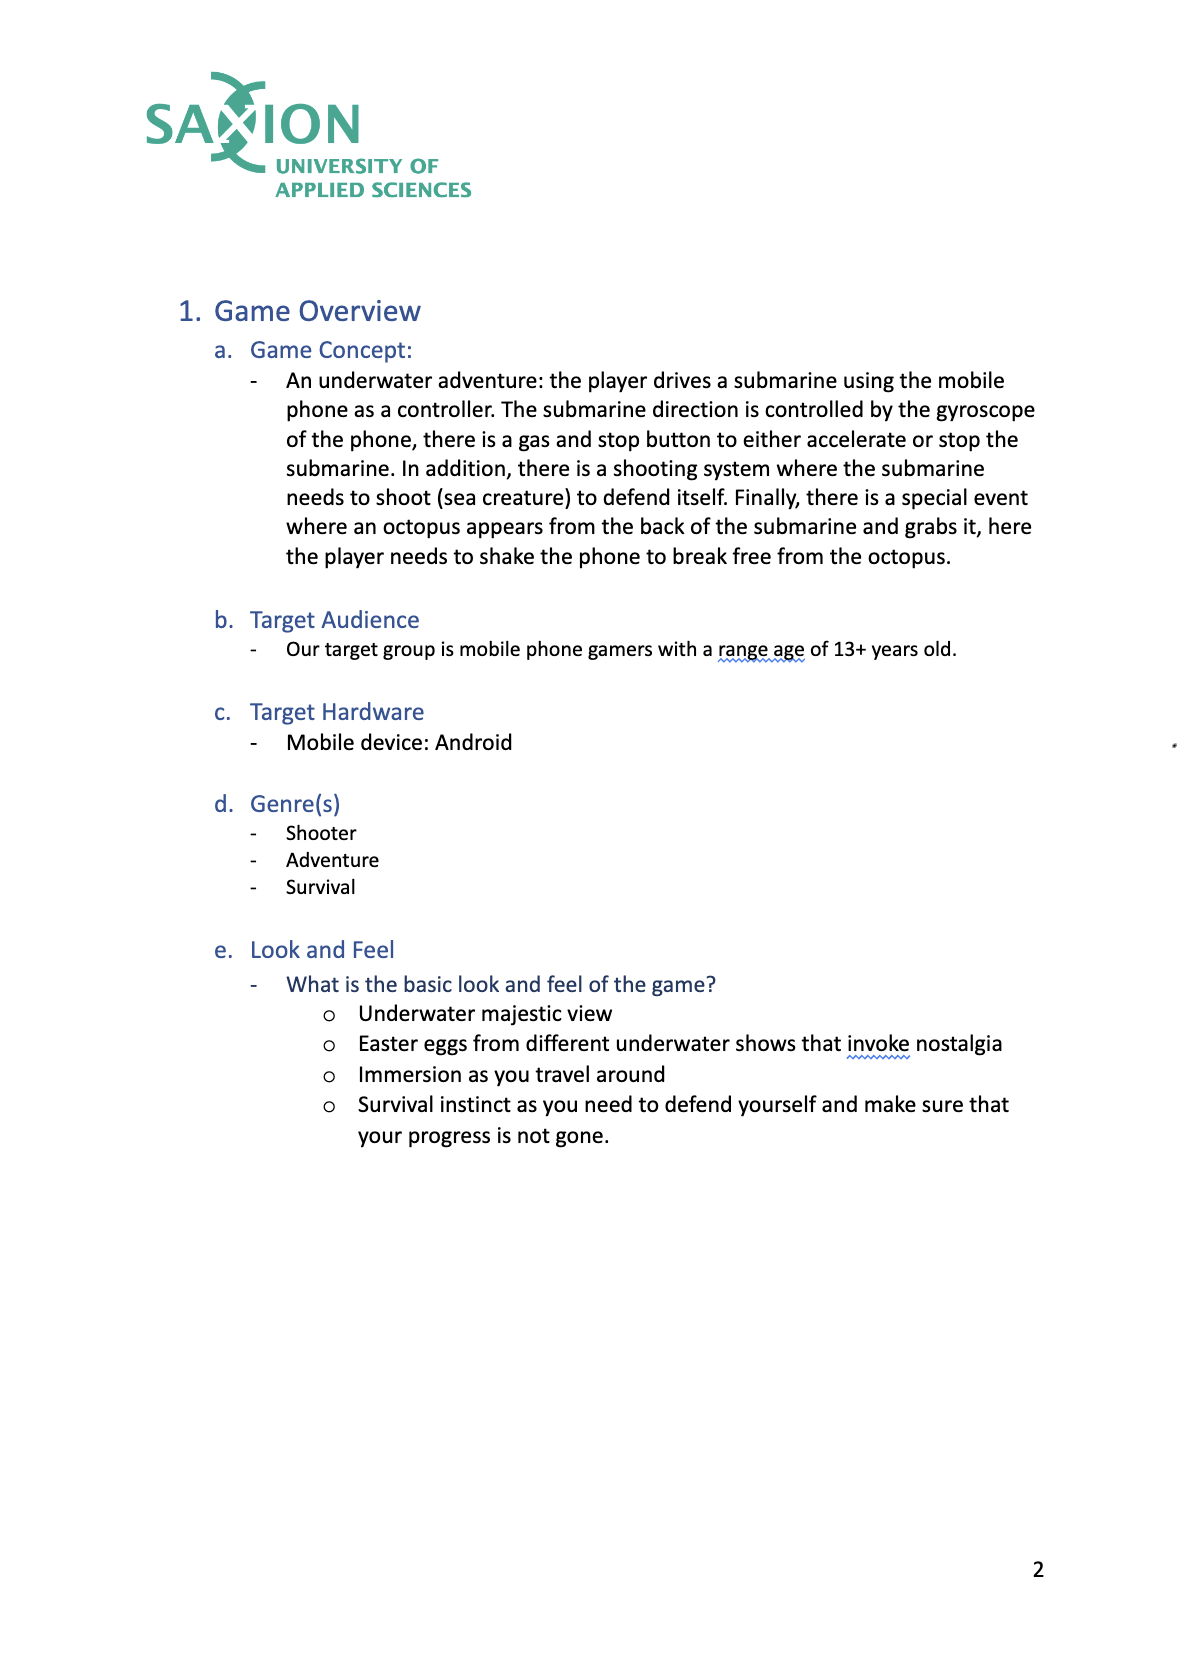 SAXION
UNIVERSITY OF
APPLIED SCIENCES
1. Game Overview
a. Game Concept:
- An underwater adventure: the player drives a submarine using the mobile
phone as a controller. The submarine direction is controlled by the gyroscope
of the phone, there is a gas and stop button to either accelerate or stop the
submarine. In addition, there is a shooting system where the submarine
needs to shoot (sea creature) to defend itself. Finally, there is a special event
where an octopus appears from the back of the submarine and grabs it, here
the player needs to shake the phone to break free from the octopus.
b. Target Audience
- Our target group is mobile phone gamers with a range age of 13+ years old.
c. Target Hardware
- Mobile device: Android
d. Genre(s)
- Shooter
- Adventure
- Survival
e. Look and Feel
- What is the basic look and feel of the game?
o Underwater majestic view
o Easter eggs from different underwater shows that invoke nostalgia
o Immersion as you travel around
o Survival instinct as you need to defend yourself and make sure that
your progress is not gone.
2